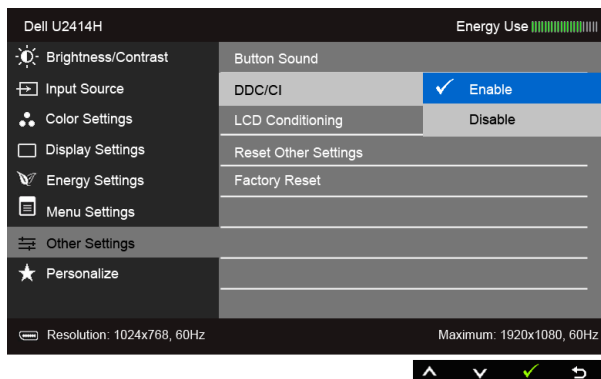 Dell U2414H Energy Use
Brightness/Contrast Button Sound
Input Source DDC/CI Enable
Color Settings LCD Conditioning Disable
Display Settings Reset Other Settings
Energy Settings Factory Reset
Menu Settings
Other Settings
Personalize
Resolution: 1024x768, 60Hz Maximum: 1920x1080, 60Hz